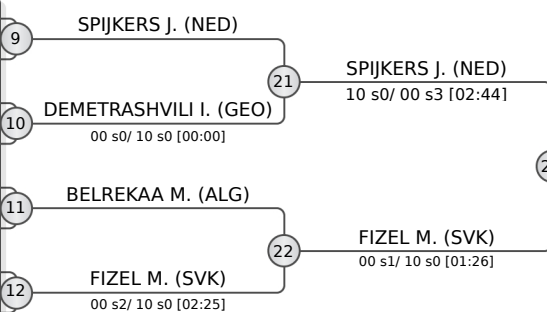 9
SPIJKERS J. (NED)
21
SPIJKERS J. (NED)
10 s0/ 00 s3 [02:44]
10
DEMETRASHVILI I. (GEO)
00 s0/ 10 s0 [00:00]
11
BELREKAA M. (ALG)
22
FIZEL M. (SVK)
00 s1/ 10 s0 [01:26]
12
FIZEL M. (SVK)
00 s2/ 10 s0 [02:25]